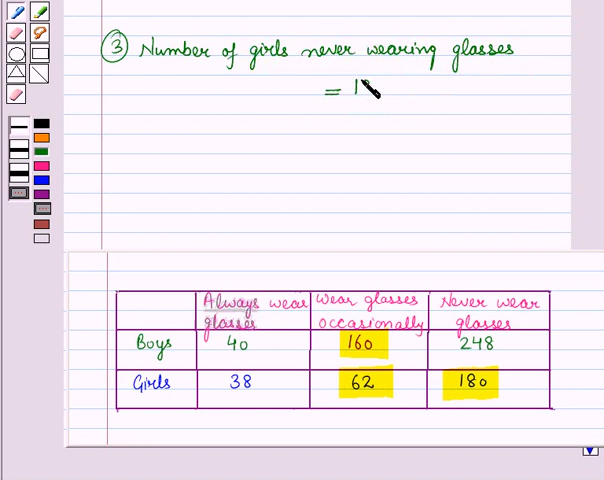 ③ Number of girls never wearing glasses
= 1
Always wear glasses
Wear glasses occasionally
Never wear glasses
Boys 40 160 248
Girls 38 62 180